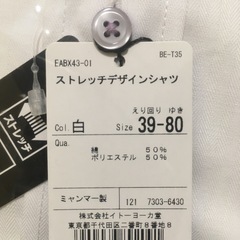 EABX43-01 BE-T35
ストレッチデザインシャツ
えり回り ゆき
Col. 白 Size 39-80
Qua.
綿 50%
ポリエステル 50%
ミャンマー製 121 7303-6430
株式会社イトーヨーカ堂
東京都千代田区二番町8番地8
ストレッチ